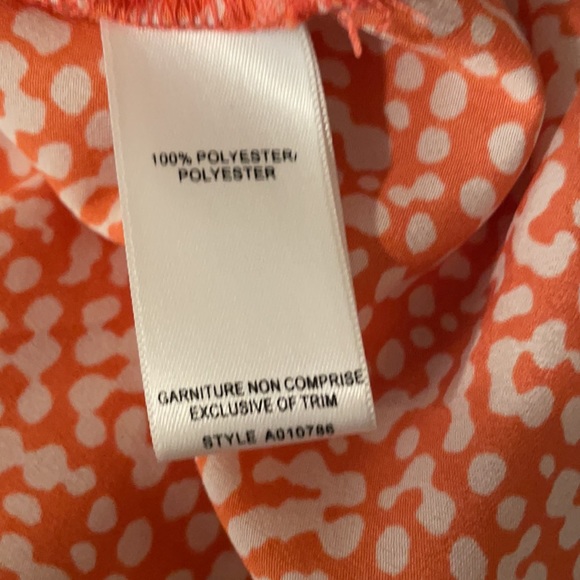 100% POLYESTER/
POLYESTER
GARNITURE NON COMPRISE
EXCLUSIVE OF TRIM
STYLE A010786